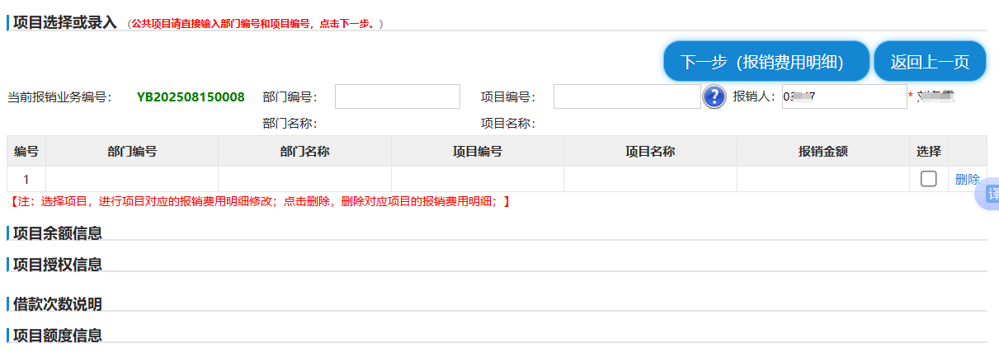 项目选择或录入 （公共项目请直接输入部门编号和项目编号，点击下一步。）
下一步（报销费用明细） 返回上一页
当前报销业务编号： YB202508150008 部门编号： 项目编号： ? 报销人： *
部门名称： 项目名称：
编号 部门编号 部门名称 项目编号 项目名称 报销金额 选择
1 删除
【注：选择项目，进行项目对应的报销费用明细修改；点击删除，删除对应项目的报销费用明细；】
译
项目余额信息
项目授权信息
借款次数说明
项目额度信息